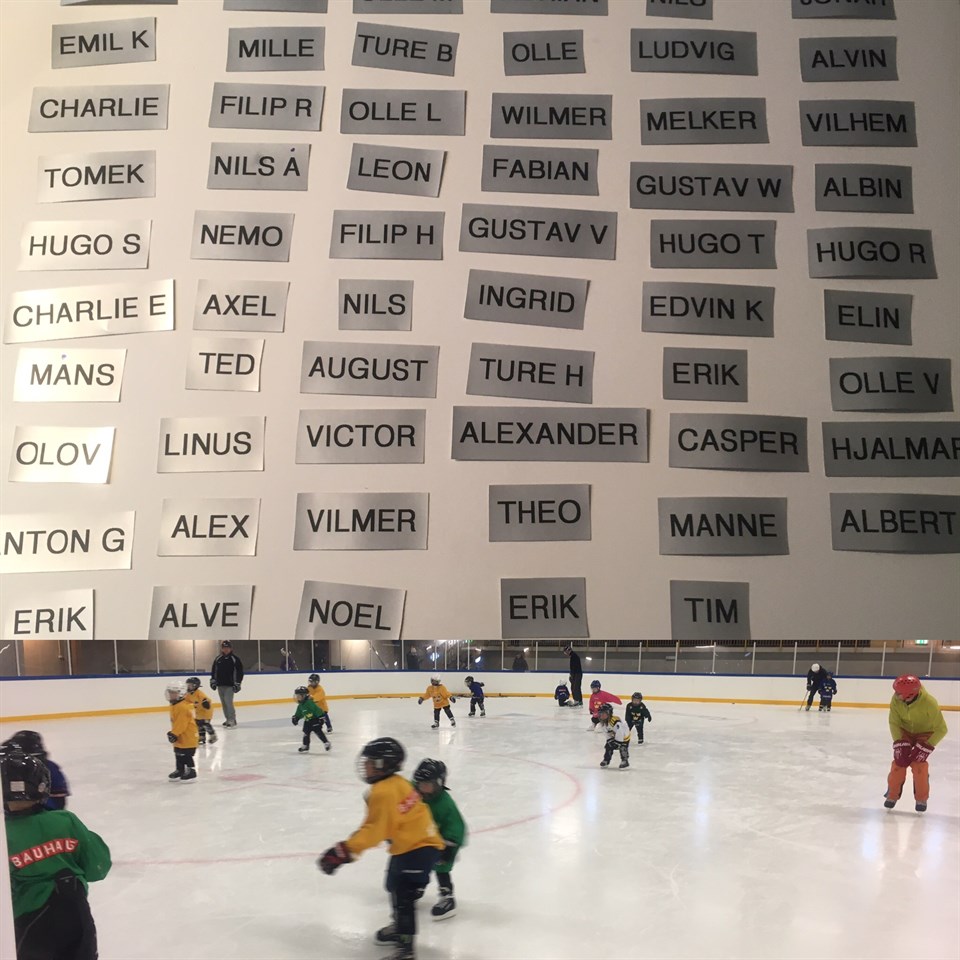 NILS
JONAR
EMIL K
MILLE
TURE B
OLLE
LUDVIG
ALVIN
CHARLIE
FILIP R
OLLE L
WILMER
MELKER
VILHEM
TOMEK
NILS Å
LEON
FABIAN
GUSTAV W
ALBIN
HUGO S
NEMO
FILIP H
GUSTAV V
HUGO T
HUGO R
CHARLIE E
AXEL
NILS
INGRID
EDVIN K
ELIN
MÅNS
TED
AUGUST
TURE H
ERIK
OLLE V
OLOV
LINUS
VICTOR
ALEXANDER
CASPER
HJALMAR
NTON G
ALEX
VILMER
THEO
MANNE
ALBERT
ERIK
ALVE
NOEL
ERIK
TIM
BAUHAUS